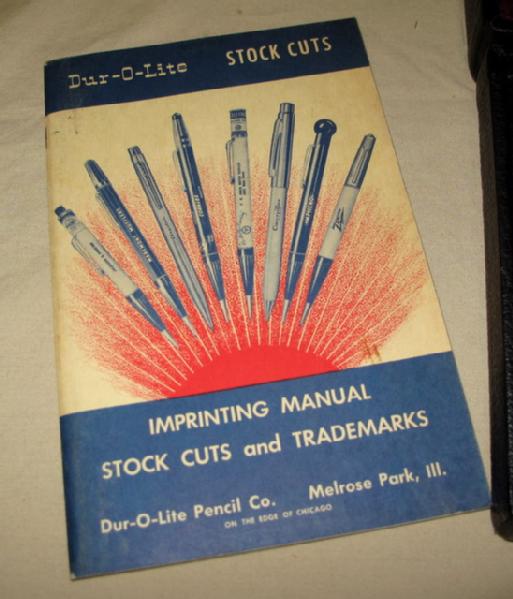 Dur-O-Lite STOCK CUTS
IMPRINTING MANUAL
STOCK CUTS and TRADEMARKS
Dur-O-Lite Pencil Co. Melrose Park, Ill.
ON THE EDGE OF CHICAGO